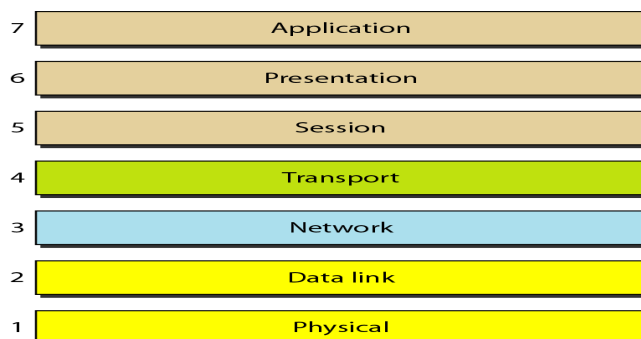 7 Application
6 Presentation
5 Session
4 Transport
3 Network
2 Data link
1 Physical